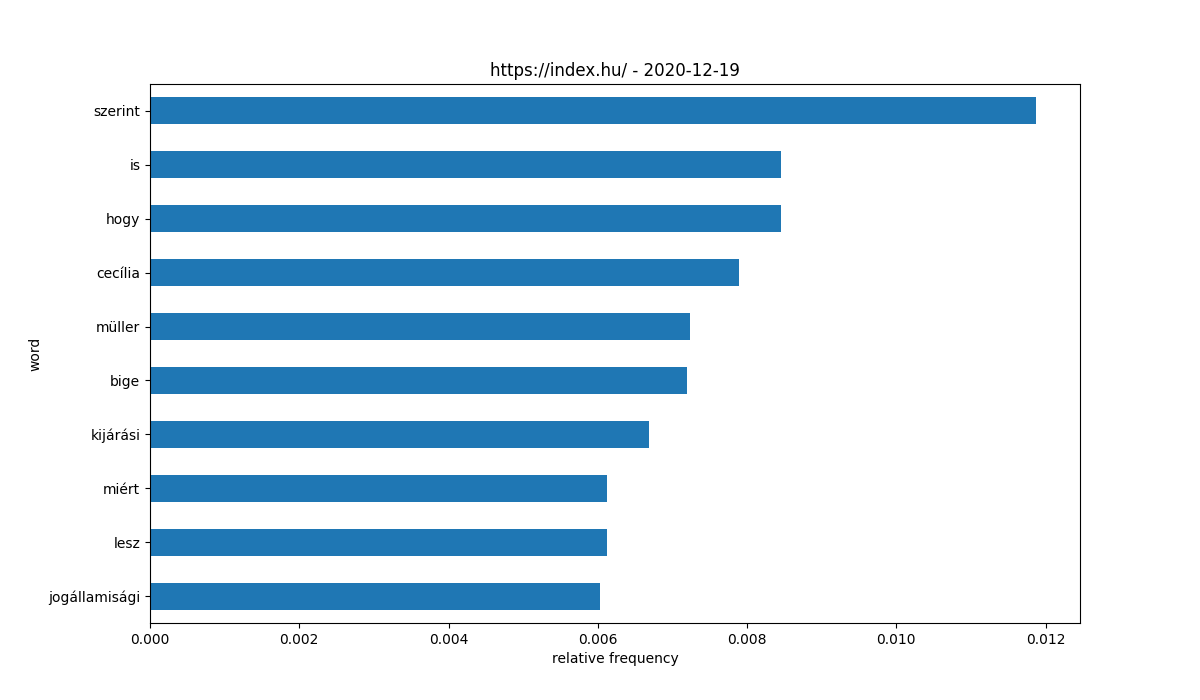 https://index.hu/ - 2020-12-19
szerint
is
hogy
cecília
müller
bige
kijárási
miért
lesz
jogállamisági
word
0.000 0.002 0.004 0.006 0.008 0.010 0.012
relative frequency